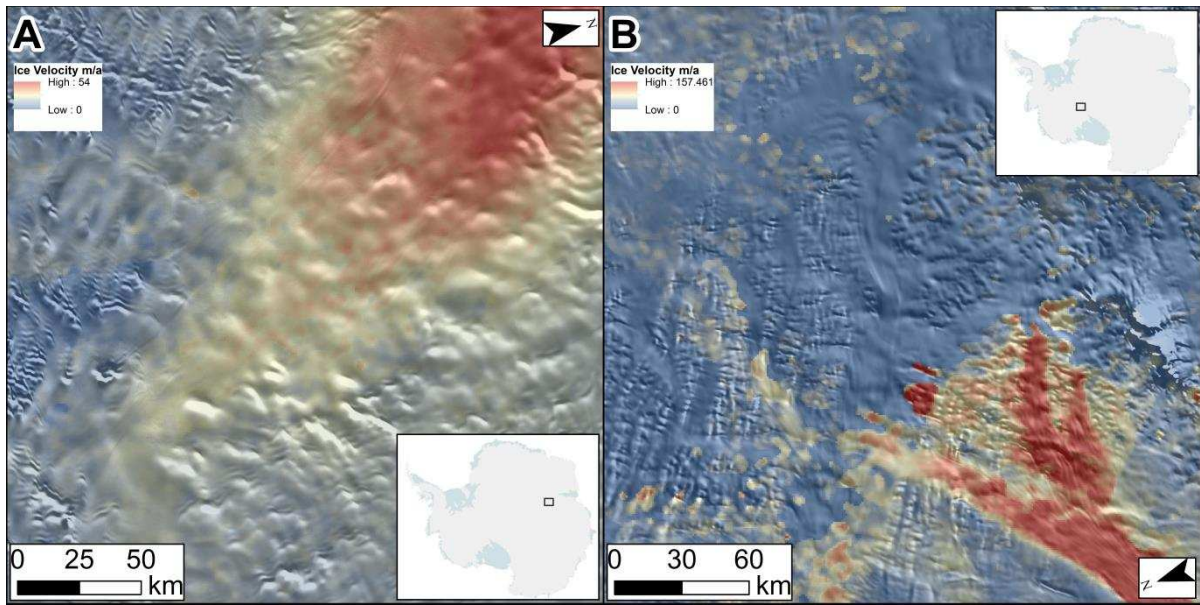 A
Z
Ice Velocity m/a
High : 54
Low : 0
0 25 50
km
B
Ice Velocity m/a
High : 157.461
Low : 0
0 30 60
km
Z